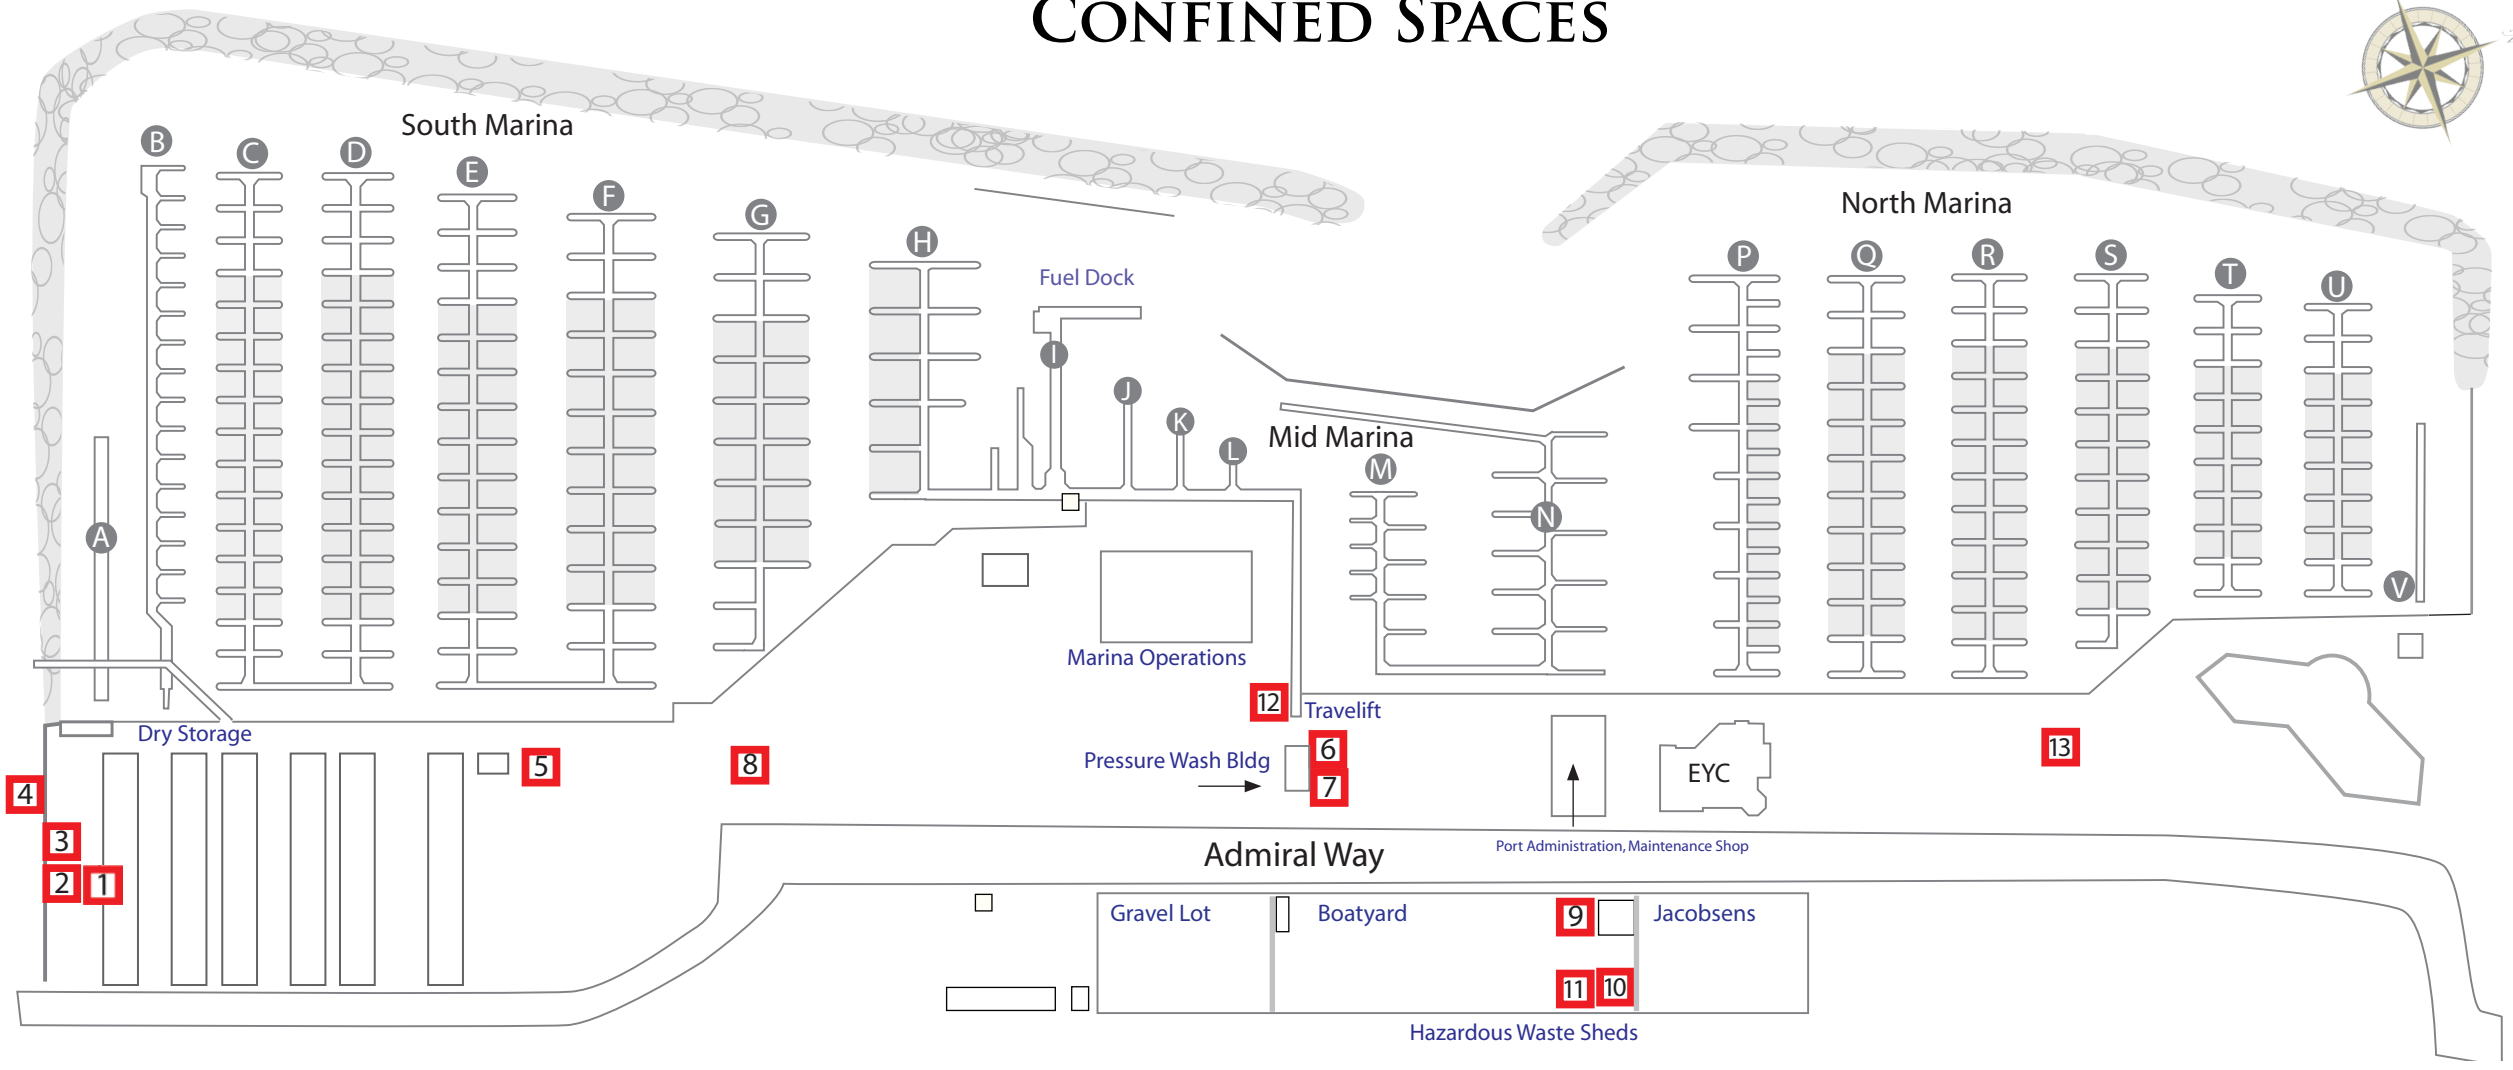 CONFINED SPACES
South Marina
North Marina
B
C
D
E
F
G
H
P
Q
R
S
T
U
Fuel Dock
I
J
K
L
Mid Marina
M
N
A
V
Marina Operations
12
Travelift
Dry Storage
5
8
Pressure Wash Bldg
6
7
EYC
13
4
3
2
1
Port Administration, Maintenance Shop
Admiral Way
Gravel Lot
Boatyard
9
Jacobsens
11
10
Hazardous Waste Sheds